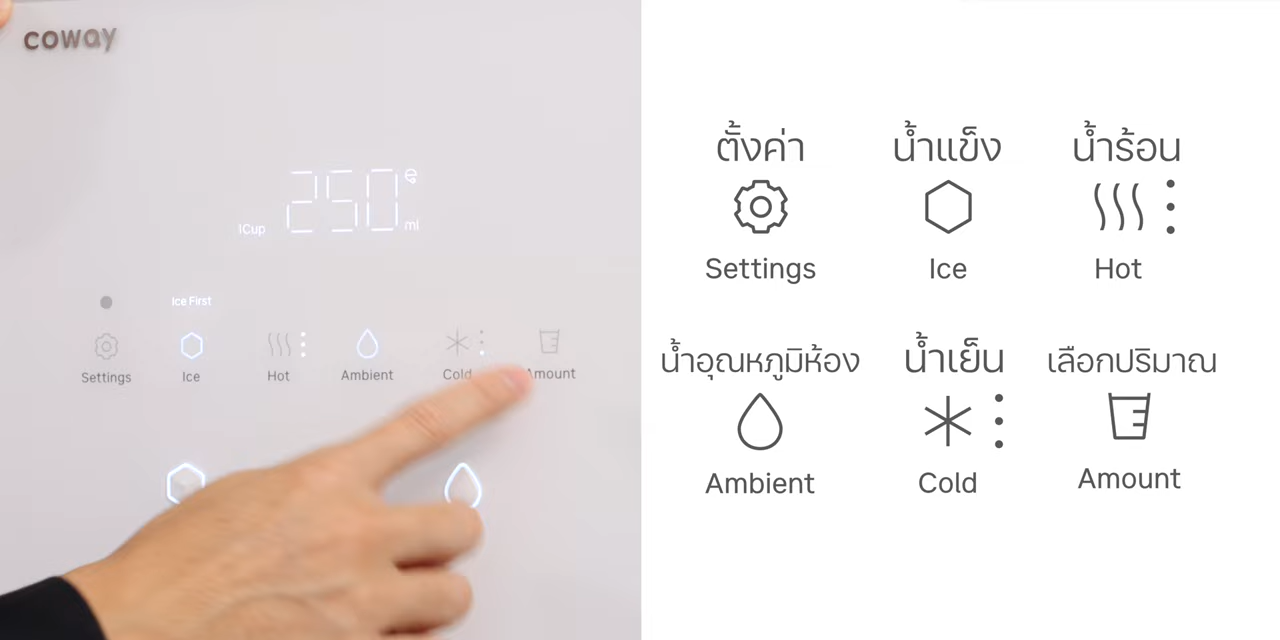 coway
250 e
1Cup ml
Ice First
Settings Ice Hot Ambient Cold Amount
ตั้งค่า น้ำแข็ง น้ำร้อน
Settings Ice Hot
น้ำอุณหภูมิห้อง น้ำเย็น เลือกปริมาณ
Ambient Cold Amount